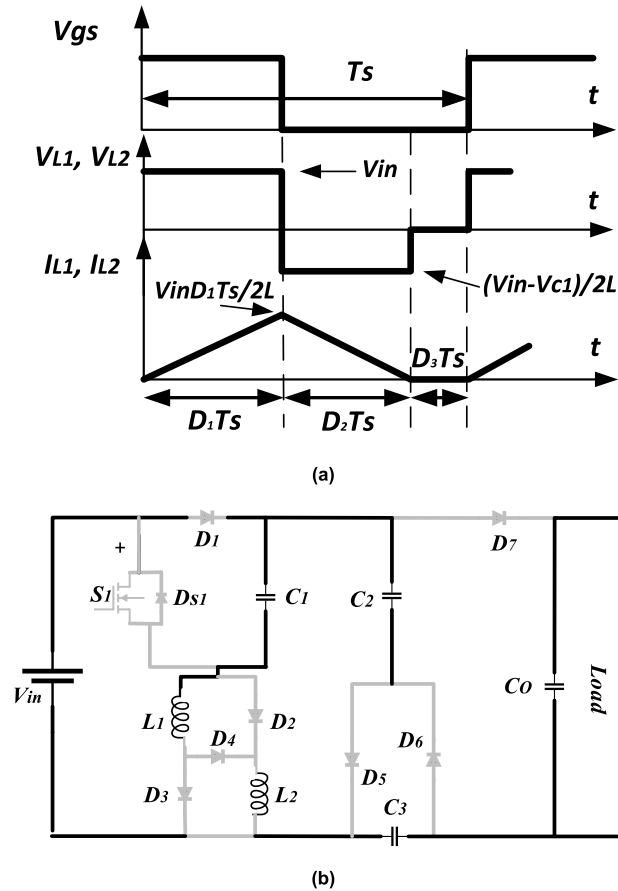 Vgs
Ts
t
VL1, VL2
Vin
t
IL1, IL2
VinD1Ts/2L
(Vin-Vc1)/2L
D3Ts
t
D1Ts
D2Ts
(a)
+
D1
D7
S1
Ds1
C1
C2
Vin
L1
D2
D4
D3
L2
D5
D6
C3
Co
Load
(b)